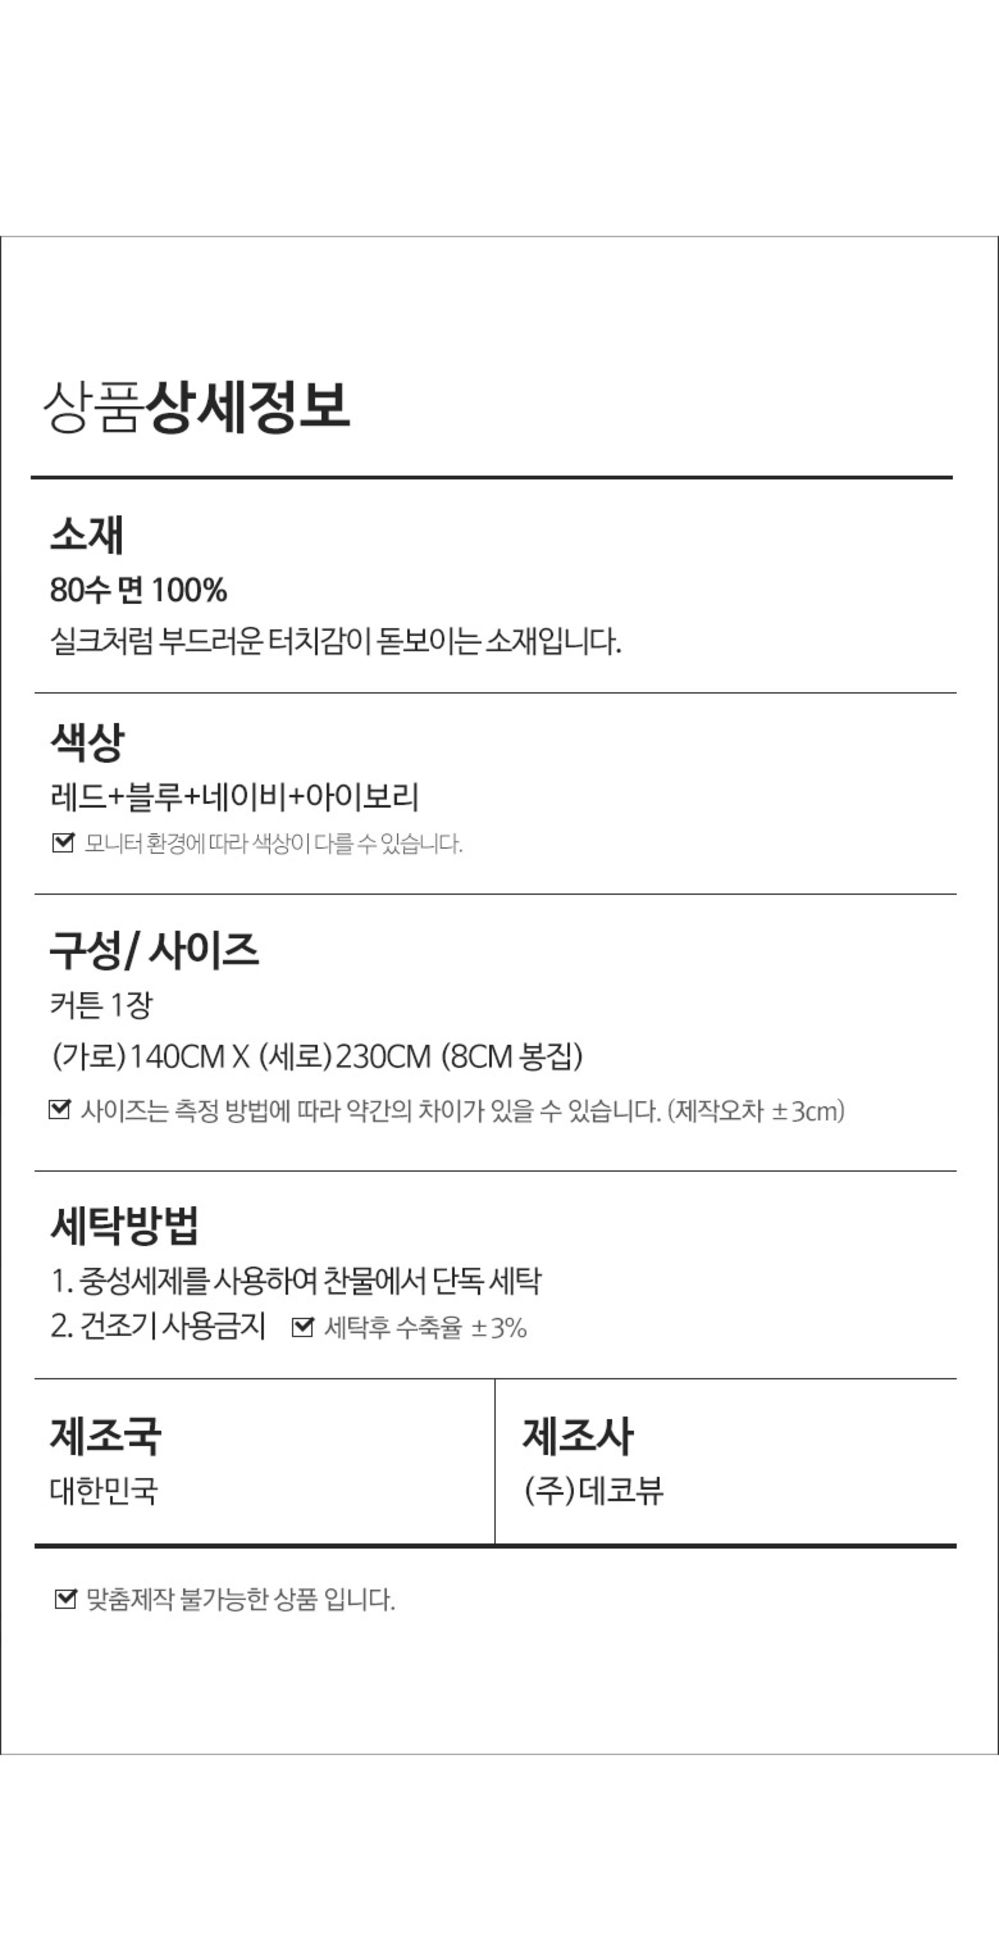 상품상세정보
소재
80수 면 100%
실크처럼 부드러운 터치감이 돋보이는 소재입니다.
색상
레드+블루+네이비+아이보리
모니터 환경에 따라 색상이 다를 수 있습니다.
구성/ 사이즈
커튼 1장
(가로)140CM X (세로)230CM (8CM 봉집)
사이즈는 측정 방법에 따라 약간의 차이가 있을 수 있습니다. (제작오차 ±3cm)
세탁방법
1. 중성세제를 사용하여 찬물에서 단독 세탁
2. 건조기 사용금지 세탁후 수축율 ±3%
제조국
대한민국
제조사
(주)데코뷰
맞춤제작 불가능한 상품 입니다.